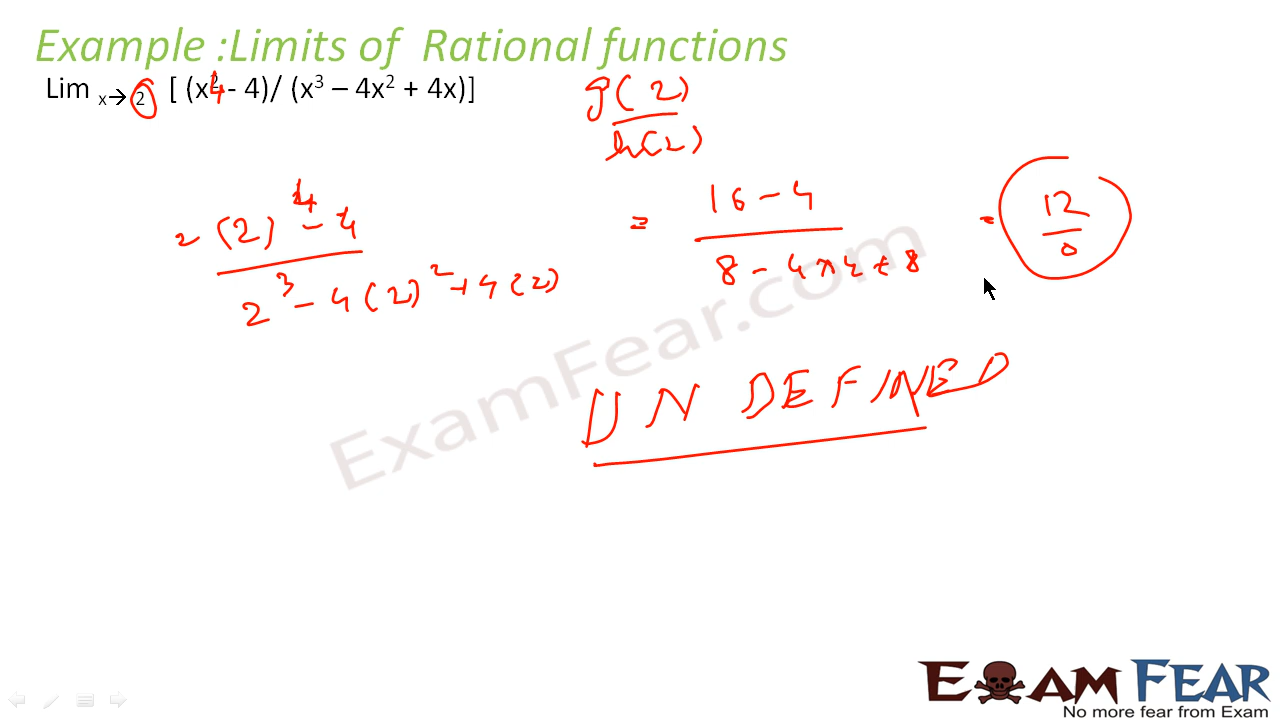 Example :Limits of Rational functions
Lim x→ 2 [ (x4 - 4)/ (x³ – 4x² + 4x)]
g(2)
h(2)
= (2)⁴ - 4
2³ - 4(2)² + 4(2)
= 16 - 4
8 - 4×4 + 8
= 12
0
UNDEFINED
ExamFear.com
EXAM FEAR
No more fear from Exam